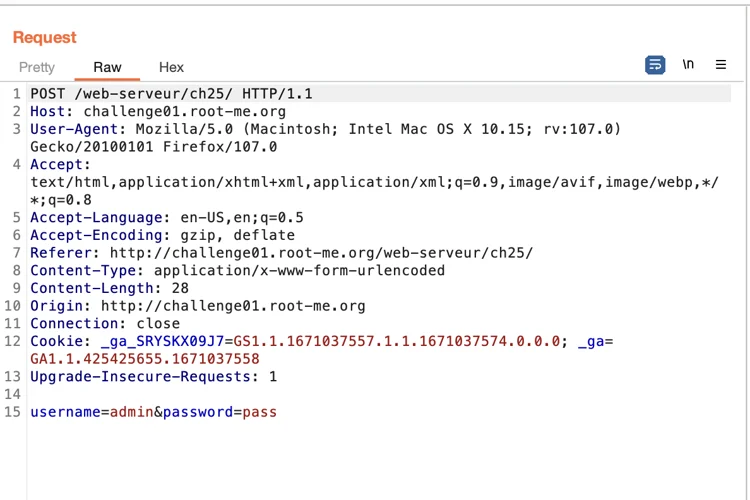 Request
Pretty Raw Hex \n
1 POST /web-serveur/ch25/ HTTP/1.1
2 Host: challenge01.root-me.org
3 User-Agent: Mozilla/5.0 (Macintosh; Intel Mac OS X 10.15; rv:107.0)
Gecko/20100101 Firefox/107.0
4 Accept:
text/html,application/xhtml+xml,application/xml;q=0.9,image/avif,image/webp,*/
*;q=0.8
5 Accept-Language: en-US,en;q=0.5
6 Accept-Encoding: gzip, deflate
7 Referer: http://challenge01.root-me.org/web-serveur/ch25/
8 Content-Type: application/x-www-form-urlencoded
9 Content-Length: 28
10 Origin: http://challenge01.root-me.org
11 Connection: close
12 Cookie: _ga_SRYSKX09J7=GS1.1.1671037557.1.1.1671037574.0.0.0; _ga=
GA1.1.425425655.1671037558
13 Upgrade-Insecure-Requests: 1
14
15 username=admin&password=pass